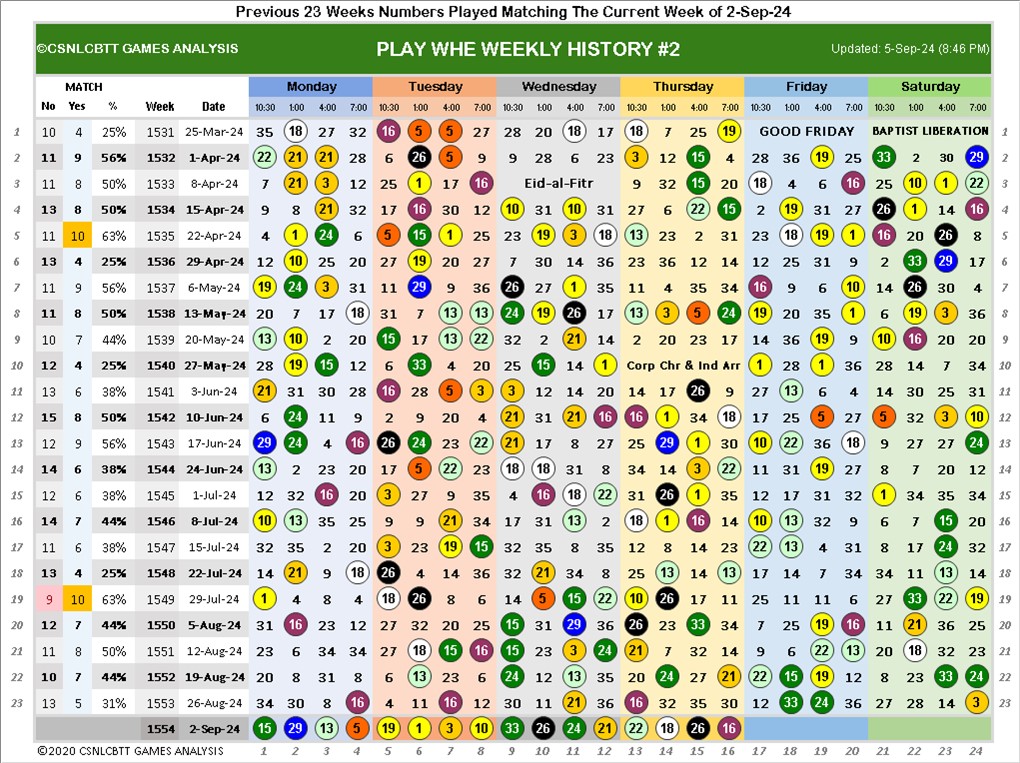 Previous 23 Weeks Numbers Played Matching The Current Week of 2-Sep-24
©CSNLCBTT GAMES ANALYSIS PLAY WHE WEEKLY HISTORY #2 Updated: 5-Sep-24 (8:46 PM)
MATCH Monday Tuesday Wednesday Thursday Friday Saturday
No Yes % Week Date 10:30 1:00 4:00 7:00 10:30 1:00 4:00 7:00 10:30 1:00 4:00 7:00 10:30 1:00 4:00 7:00 10:30 1:00 4:00 7:00 10:30 1:00 4:00 7:00
1 10 4 25% 1531 25-Mar-24 35 18 27 32 16 5 5 27 28 20 18 17 18 7 25 19 GOOD FRIDAY BAPTIST LIBERATION 1
2 11 9 56% 1532 1-Apr-24 22 21 21 28 6 26 5 9 9 28 6 23 3 12 15 4 28 36 19 25 33 2 30 29 2
3 11 8 50% 1533 8-Apr-24 7 21 3 12 25 1 17 16 Eid-al-Fitr 9 32 15 20 18 4 6 16 25 10 1 22 3
4 13 8 50% 1534 15-Apr-24 9 8 21 32 17 16 30 12 10 31 10 31 27 6 22 15 2 19 31 27 26 1 14 16 4
5 11 10 63% 1535 22-Apr-24 4 1 24 6 5 15 1 25 23 19 3 18 13 23 2 31 23 18 19 1 16 20 26 8 5
6 13 4 25% 1536 29-Apr-24 12 10 25 20 27 19 20 27 7 30 14 36 23 36 12 14 12 25 31 9 2 33 29 17 6
7 11 9 56% 1537 6-May-24 19 24 3 31 11 29 9 36 26 27 1 35 11 4 35 34 16 9 6 10 14 26 30 4 7
8 11 8 50% 1538 13-May-24 20 7 17 18 31 7 13 13 24 19 26 17 13 3 5 24 19 20 35 1 6 19 3 36 8
9 10 7 44% 1539 20-May-24 13 10 2 20 15 17 13 22 32 2 21 14 2 20 23 17 14 36 19 9 10 16 20 20 9
10 12 4 25% 1540 27-May-24 28 19 15 12 6 33 4 20 25 15 14 1 Corp Chr & Ind Arr 1 28 1 36 28 14 7 34 10
11 13 6 38% 1541 3-Jun-24 21 31 30 28 16 28 5 3 3 12 14 20 14 17 26 9 27 13 6 4 14 30 25 31 11
12 15 8 50% 1542 10-Jun-24 6 24 11 9 2 9 20 4 21 31 21 16 16 1 34 18 17 25 5 27 5 32 3 10 12
13 12 9 56% 1543 17-Jun-24 29 24 4 16 26 24 23 22 21 17 8 27 25 29 1 30 10 22 36 18 9 27 27 24 13
14 14 6 38% 1544 24-Jun-24 13 2 23 20 17 5 22 23 18 18 31 8 34 14 3 22 11 31 19 27 8 7 20 12 14
15 12 6 38% 1545 1-Jul-24 12 32 16 20 3 27 9 35 4 16 18 22 31 26 1 35 12 17 31 32 1 34 35 34 15
16 14 7 44% 1546 8-Jul-24 10 13 35 25 9 9 21 34 17 31 13 2 18 1 16 14 10 13 32 9 6 7 15 20 16
17 11 6 38% 1547 15-Jul-24 32 35 2 20 3 23 19 15 32 35 8 35 12 8 14 23 22 13 4 31 8 17 24 32 17
18 13 4 25% 1548 22-Jul-24 14 21 9 18 26 4 14 36 32 21 34 8 25 13 14 13 17 14 7 34 34 11 13 14 18
19 9 10 63% 1549 29-Jul-24 1 4 8 4 18 26 8 6 14 5 15 22 10 26 17 11 25 11 11 6 27 33 22 19 19
20 12 7 44% 1550 5-Aug-24 31 16 23 12 27 32 20 25 15 31 29 36 26 23 33 34 7 25 19 16 11 21 36 25 20
21 11 8 50% 1551 12-Aug-24 23 6 34 34 27 18 15 16 15 11 3 24 21 7 32 14 9 6 22 13 20 18 32 23 21
22 10 7 44% 1552 19-Aug-24 20 8 31 8 6 13 23 6 24 12 13 35 20 24 27 21 22 15 19 12 8 23 33 24 22
23 13 5 31% 1553 26-Aug-24 34 30 8 16 4 11 16 12 36 11 21 36 16 32 35 30 12 33 24 36 27 28 14 3 23
1554 2-Sep-24 15 29 13 5 19 1 3 10 33 26 24 21 22 18 26 16
©2020 CSNLCBTT GAMES ANALYSIS 1 2 3 4 5 6 7 8 9 10 11 12 13 14 15 16 17 18 19 20 21 22 23 24